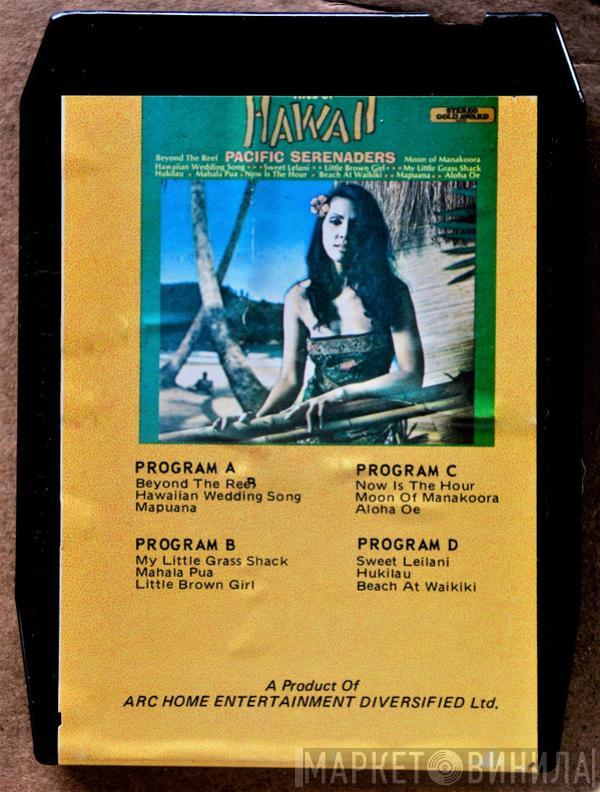 HAWAII
STEREO
GOLD AWARD
Beyond The Reef PACIFIC SERENADERS Moon of Manakoora
Hawaiian Wedding Song • • Sweet Lelani • • Little Brown Girl • • My Little Grass Shack
Hukilau • Mahala Pua • Now Is The Hour • Beach At Waikiki • • Mapuana • • Aloha Oe
PROGRAM A
Beyond The Reef
Hawaiian Wedding Song
Mapuana
PROGRAM B
My Little Grass Shack
Mahala Pua
Little Brown Girl
PROGRAM C
Now Is The Hour
Moon Of Manakoora
Aloha Oe
PROGRAM D
Sweet Leilani
Hukilau
Beach At Waikiki
A Product Of
ARC HOME ENTERTAINMENT DIVERSIFIED Ltd.
МАРКЕТ ВИНИЛА